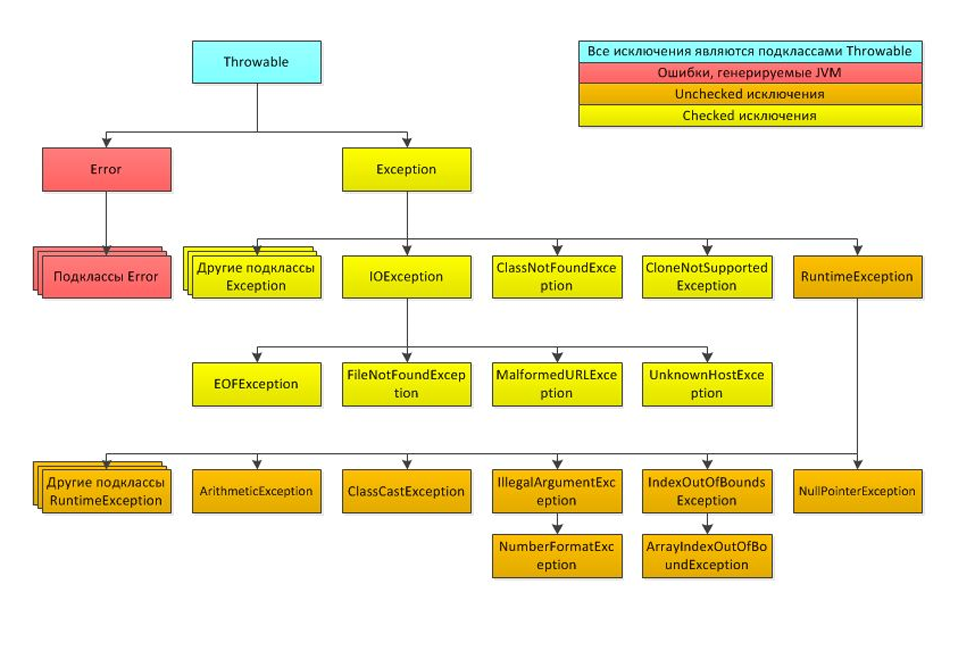 Throwable
Все исключения являются подклассами Throwable
Ошибки, генерируемые JVM
Unchecked исключения
Checked исключения
Error
Exception
Подклассы Error
Другие подклассы
Exception
IOException
ClassNotFoundExce
ption
CloneNotSupported
Exception
RuntimeException
EOFException
FileNotFoundExcep
tion
MalformedURLExce
ption
UnknownHostExce
ption
Другие подклассы
RuntimeException
ArithmeticException
ClassCastException
IllegalArgumentExc
eption
IndexOutOfBounds
Exception
NullPointerException
NumberFormatExc
eption
ArrayIndexOutOfBo
undException